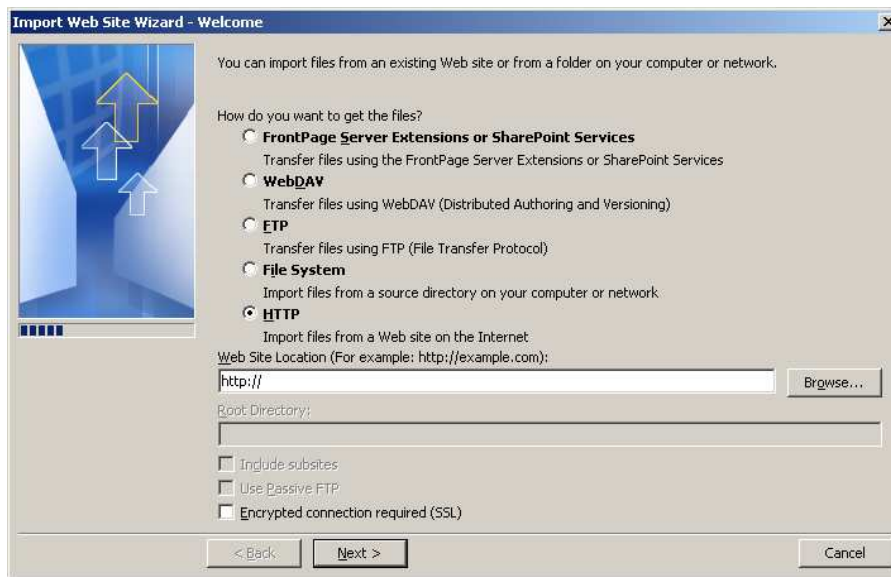 Import Web Site Wizard - Welcome
You can import files from an existing Web site or from a folder on your computer or network.
How do you want to get the files?
FrontPage Server Extensions or SharePoint Services
Transfer files using the FrontPage Server Extensions or SharePoint Services
WebDAV
Transfer files using WebDAV (Distributed Authoring and Versioning)
FTP
Transfer files using FTP (File Transfer Protocol)
File System
Import files from a source directory on your computer or network
HTTP
Import files from a Web site on the Internet
Web Site Location (For example: http://example.com):
http://
Browse...
Root Directory:
Include subsites
Use Passive FTP
Encrypted connection required (SSL)
< Back Next > Cancel